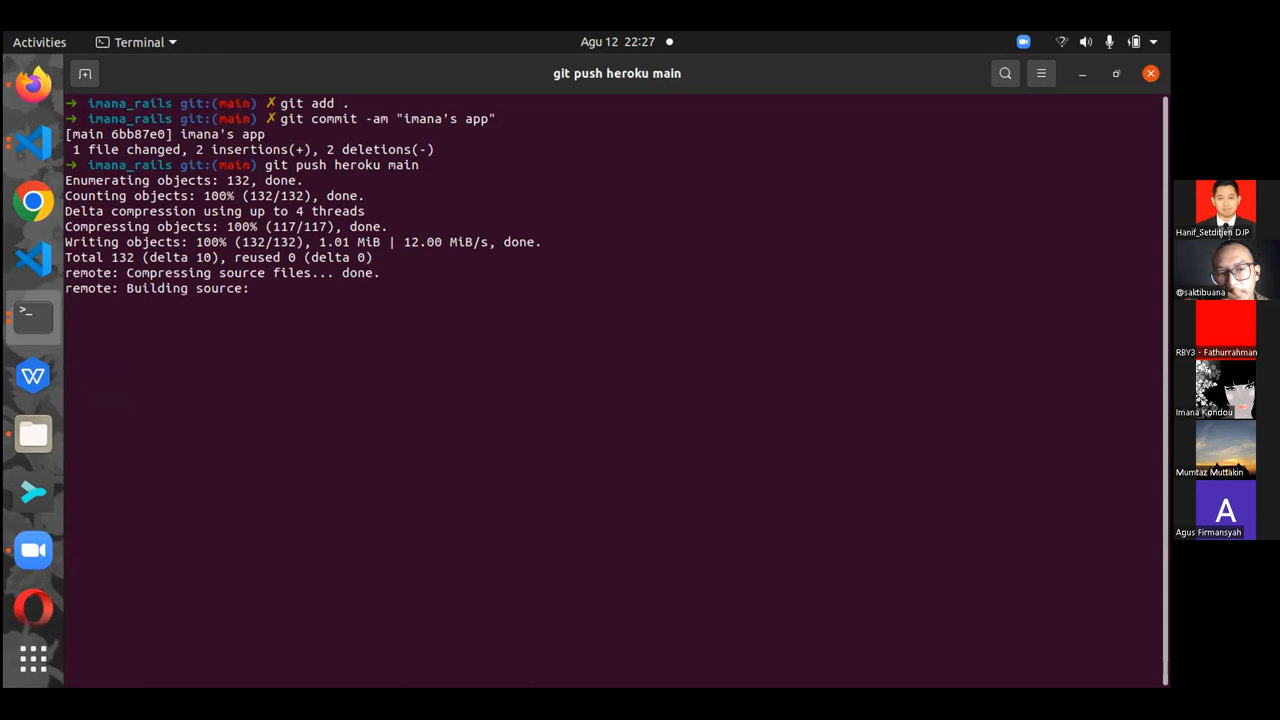 Activities
Terminal
Agu 12 22:27
git push heroku main
→ imana_rails git:(main) ✗ git add .
→ imana_rails git:(main) ✗ git commit -am "imana's app"
[main 6bb87e0] imana's app
1 file changed, 2 insertions(+), 2 deletions(-)
→ imana_rails git:(main) git push heroku main
Enumerating objects: 132, done.
Counting objects: 100% (132/132), done.
Delta compression using up to 4 threads
Compressing objects: 100% (117/117), done.
Writing objects: 100% (132/132), 1.01 MiB | 12.00 MiB/s, done.
Total 132 (delta 10), reused 0 (delta 0)
remote: Compressing source files... done.
remote: Building source:
Hanif_Setditjen DJP
@saktibuana
RBY3 - Fathurrahman
Imana Kondou
Mumtaz Muttakin
A
Agus Firmansyah